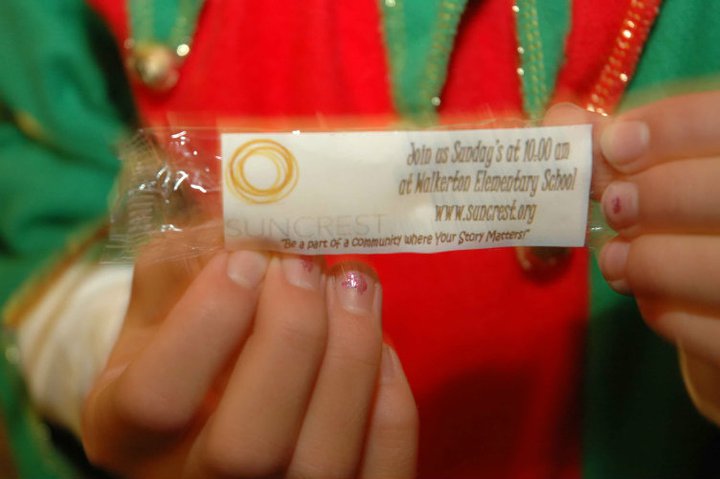 Join us Sunday's at 10.00 am
at Walkerton Elementary School
www.suncrest.org
SUNCREST
"Be a part of a community where Your Story Matters!"